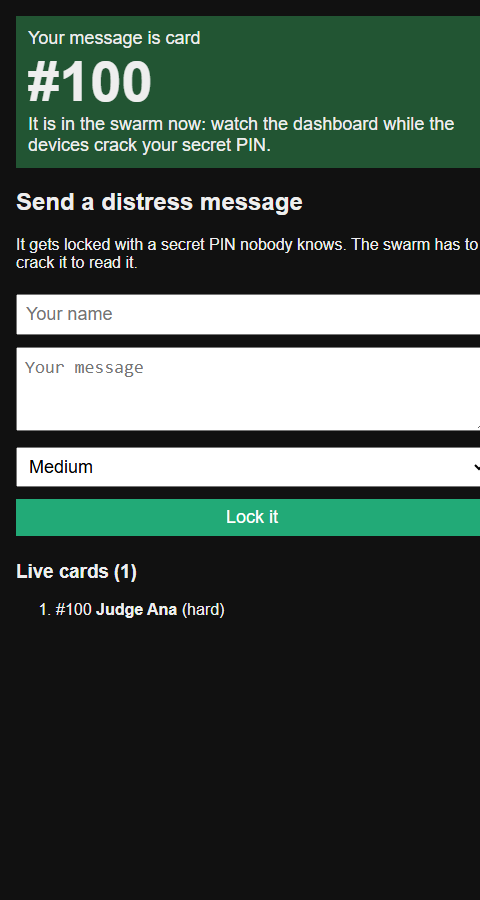 Your message is card
#100
It is in the swarm now: watch the dashboard while the
devices crack your secret PIN.
Send a distress message
It gets locked with a secret PIN nobody knows. The swarm has to
crack it to read it.
Your name
Your message
Medium
Lock it
Live cards (1)
1. #100 Judge Ana (hard)